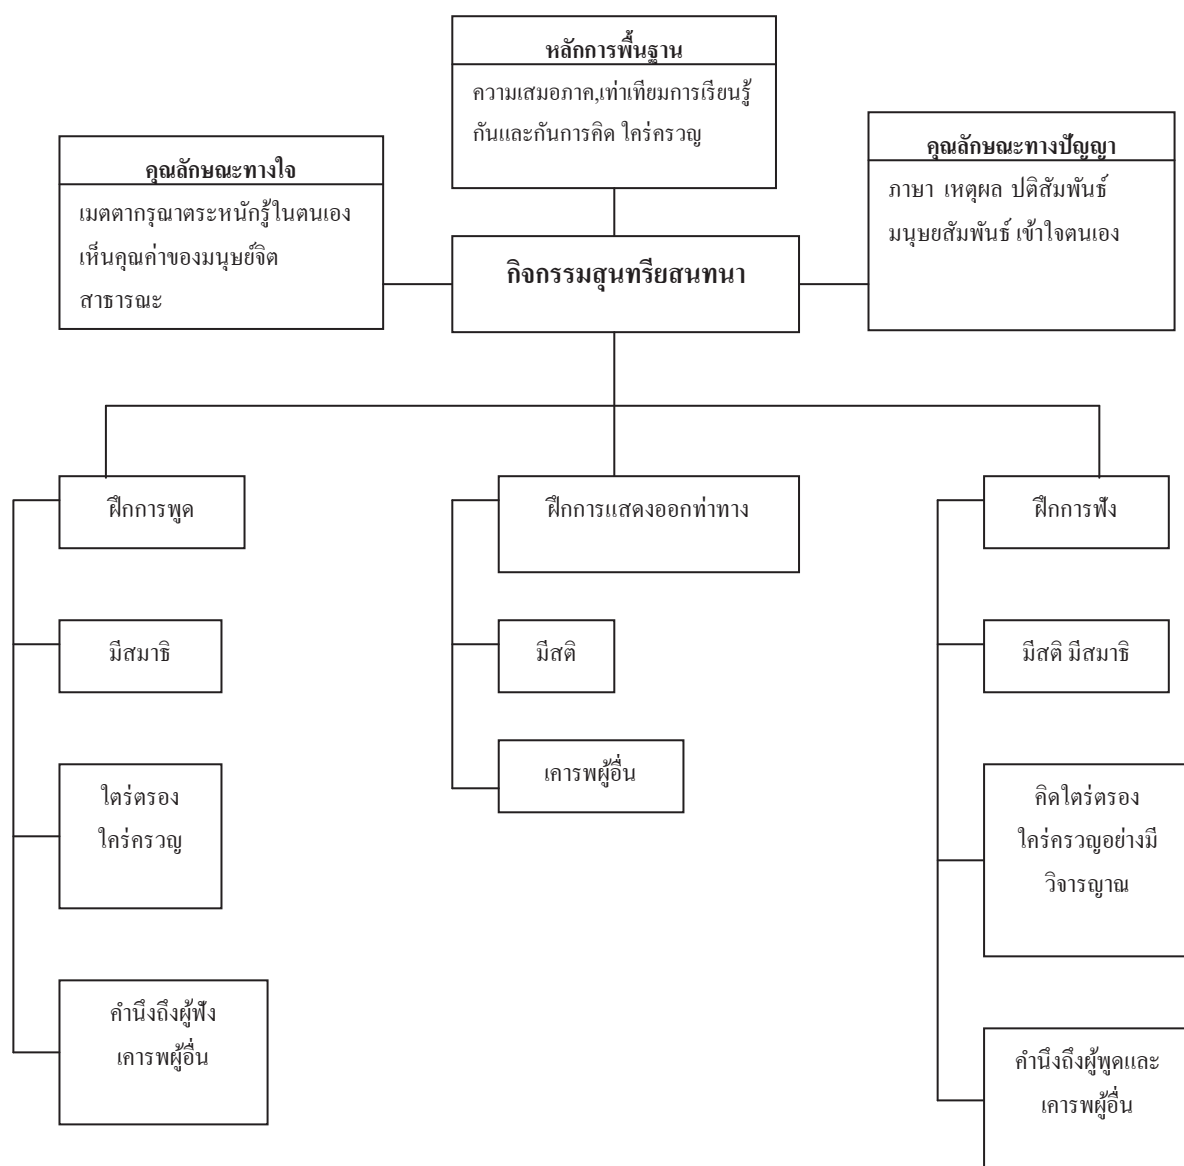 หลักการพื้นฐาน
ความเสมอภาค,เท่าเทียมการเรียนรู้
กันและกันการคิด ใคร่ครวญ
คุณลักษณะทางใจ
เมตตากรุณาตระหนักรู้ในตนเอง
เห็นคุณค่าของมนุษย์จิต
สาธารณะ
คุณลักษณะทางปัญญา
ภาษา เหตุผล ปติสัมพันธ์
มนุษยสัมพันธ์ เข้าใจตนเอง
กิจกรรมสุนทรียสนทนา
ฝึกการพูด
มีสมาธิ
ใตร่ตรอง
ใคร่ครวญ
คำนึงถึงผู้ฟัง
เคารพผู้อื่น
ฝึกการแสดงออกท่าทาง
มีสติ
เคารพผู้อื่น
ฝึกการฟัง
มีสติ มีสมาธิ
คิดใตร่ตรอง
ใคร่ครวญอย่างมี
วิจารญาณ
คำนึงถึงผู้พูดและ
เคารพผู้อื่น